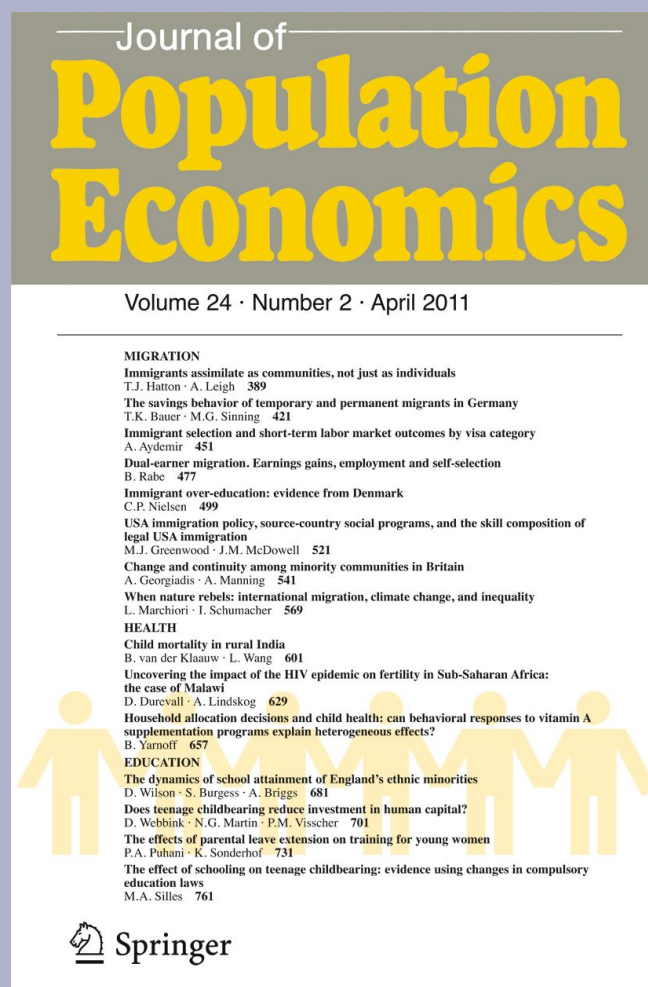 Journal of
Population
Economics
Volume 24 · Number 2 · April 2011
MIGRATION
Immigrants assimilate as communities, not just as individuals
T.J. Hatton · A. Leigh 389
The savings behavior of temporary and permanent migrants in Germany
T.K. Bauer · M.G. Sinning 421
Immigrant selection and short-term labor market outcomes by visa category
A. Aydemir 451
Dual-earner migration. Earnings gains, employment and self-selection
B. Rabe 477
Immigrant over-education: evidence from Denmark
C.P. Nielsen 499
USA immigration policy, source-country social programs, and the skill composition of
legal USA immigration
M.J. Greenwood · J.M. McDowell 521
Change and continuity among minority communities in Britain
A. Georgiadis · A. Manning 541
When nature rebels: international migration, climate change, and inequality
L. Marchiori · I. Schumacher 569
HEALTH
Child mortality in rural India
B. van der Klaauw · L. Wang 601
Uncovering the impact of the HIV epidemic on fertility in Sub-Saharan Africa:
the case of Malawi
D. Durevall · A. Lindskog 629
Household allocation decisions and child health: can behavioral responses to vitamin A
supplementation programs explain heterogeneous effects?
B. Yarnoff 657
EDUCATION
The dynamics of school attainment of England's ethnic minorities
D. Wilson · S. Burgess · A. Briggs 681
Does teenage childbearing reduce investment in human capital?
D. Webbink · N.G. Martin · P.M. Visscher 701
The effects of parental leave extension on training for young women
P.A. Puhani · K. Sonderhof 731
The effect of schooling on teenage childbearing: evidence using changes in compulsory
education laws
M.A. Silles 761
Springer